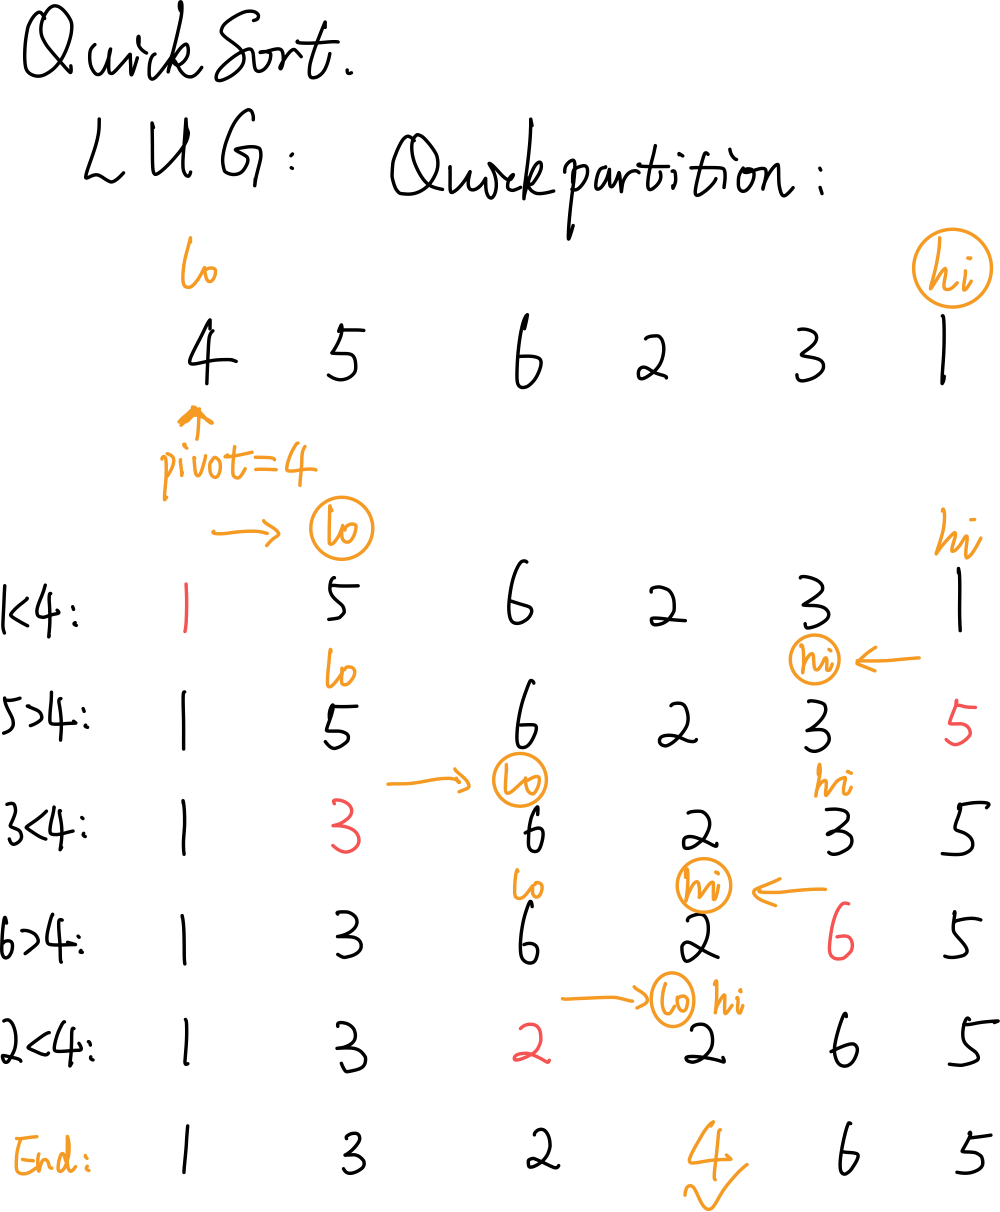 QuickSort.
LUG: Quick partition:
lo hi
4 5 6 2 3 1
pivot=4
lo hi
1<4: 1 5 6 2 3 1
lo hi
5>4: 1 5 6 2 3 5
lo hi
3<4: 1 3 6 2 3 5
lo hi
6>4: 1 3 6 2 6 5
lo hi
2<4: 1 3 2 2 6 5
End: 1 3 2 4 6 5